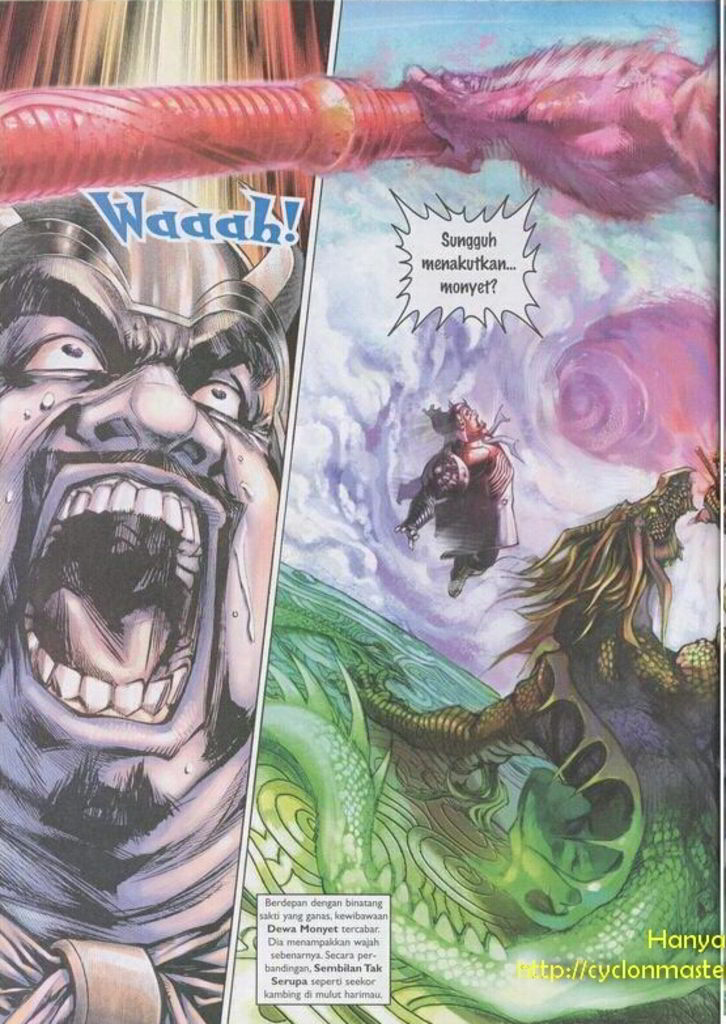 Waaah!
Sungguh
menakutkan...
monyet?
Berdepan dengan binatang
sakti yang ganas, kewibawaan
Dewa Monyet tercabar.
Dia menampakkan wajah
sebenarnya. Secara per-
bandingan, Sembilan Tak
Serupa seperti seekor
kambing di mulut harimau.
Hanya
http://cyclonmaste